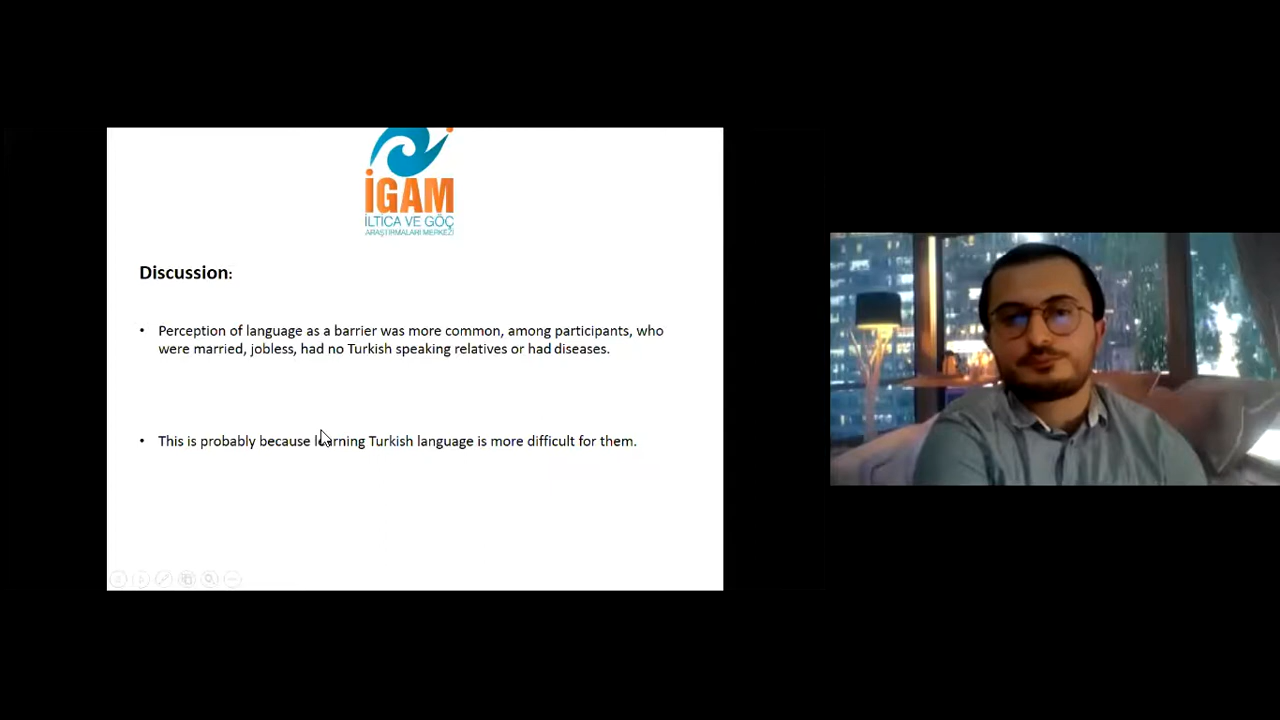 İGAM
İLTİCA VE GÖÇ
ARAŞTIRMALARI MERKEZİ
Discussion:
• Perception of language as a barrier was more common, among participants, who
were married, jobless, had no Turkish speaking relatives or had diseases.
• This is probably because learning Turkish language is more difficult for them.